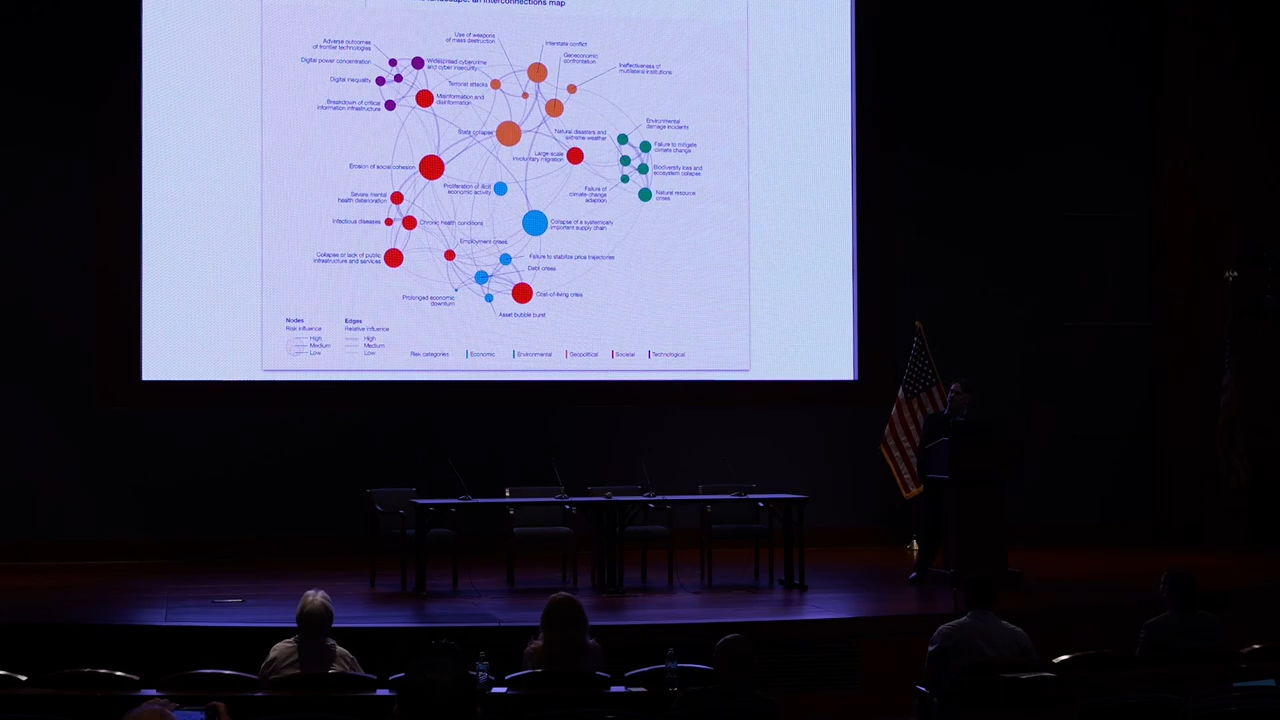 landscape: an interconnections map
Adverse outcomes
of frontier technologies
Digital power concentration
Digital inequality
Breakdown of critical
information infrastructure
Widespread cybercrime
and cyber insecurity
Misinformation and
disinformation
Use of weapons
of mass destruction
Interstate conflict
Geoeconomic
confrontation
Ineffectiveness of
multilateral institutions
Terrorist attacks
State collapse
Natural disasters and
extreme weather
Large-scale
involuntary migration
Environmental
damage incidents
Failure to mitigate
climate change
Biodiversity loss and
ecosystem collapse
Natural resource
crises
Failure of
climate-change
adaption
Erosion of social cohesion
Proliferation of illicit
economic activity
Severe mental
health deterioration
Infectious diseases
Chronic health conditions
Collapse of a systemically
important supply chain
Collapse or lack of public
infrastructure and services
Employment crises
Failure to stabilize price trajectories
Debt crises
Prolonged economic
downturn
Cost-of-living crisis
Asset bubble burst
Nodes
Risk influence
High
Medium
Low
Edges
Relative influence
High
Medium
Low
Risk categories
Economic
Environmental
Geopolitical
Societal
Technological